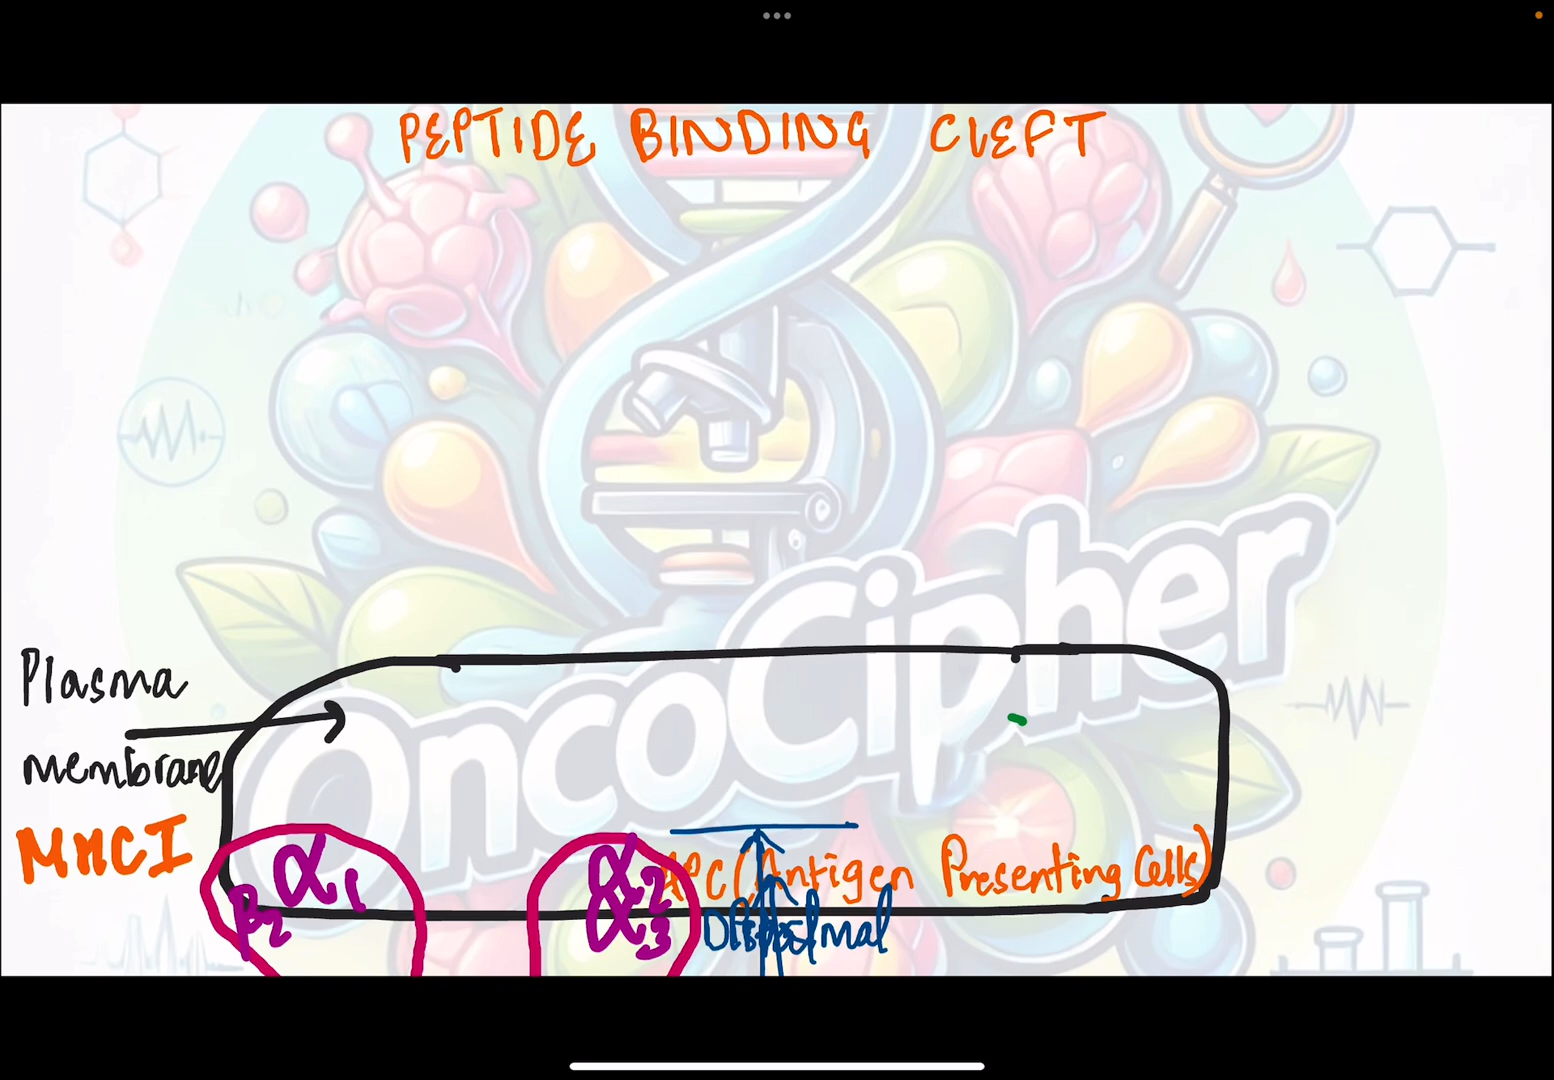 PEPTIDE BINDING CLEFT
OncoCipher
Plasma
membrane
MHCI
α1
α2
APC (Antigen Presenting Cells)
β2
α3